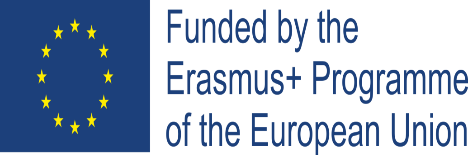 Funded by the
Erasmus+ Programme
of the European Union